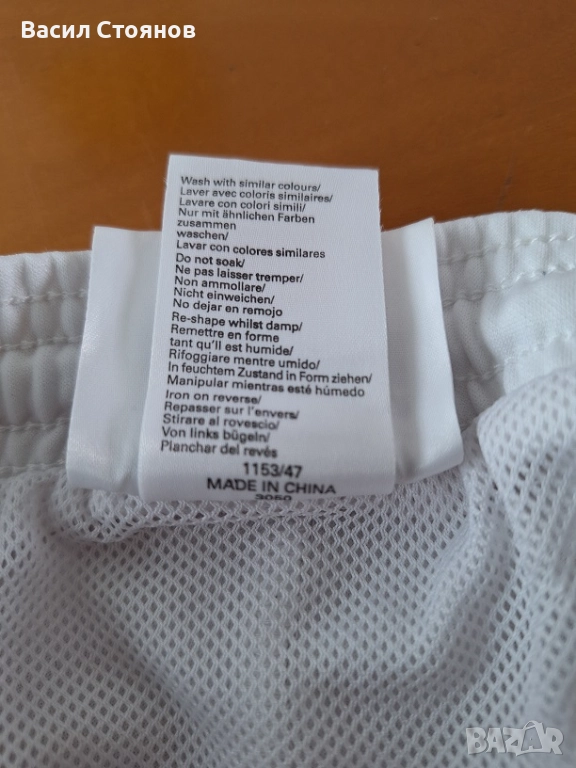 Васил Стоянов
Wash with similar colours/
Laver avec coloris similaires/
Lavare con colori simili/
Nur mit ähnlichen Farben
zusammen
waschen/
Lavar con colores similares
Do not soak/
Ne pas laisser tremper/
Non ammollare/
Nicht einweichen/
No dejar en remojo
Re-shape whilst damp/
Remettre en forme
tant qu'il est humide/
Rifoggiare mentre umido/
In feuchtem Zustand in Form ziehen/
Manipular mientras esté húmedo
Iron on reverse/
Repasser sur l'envers/
Stirare al rovescio/
Von links bügeln/
Planchar del revés
1153/47
MADE IN CHINA
BAZAR